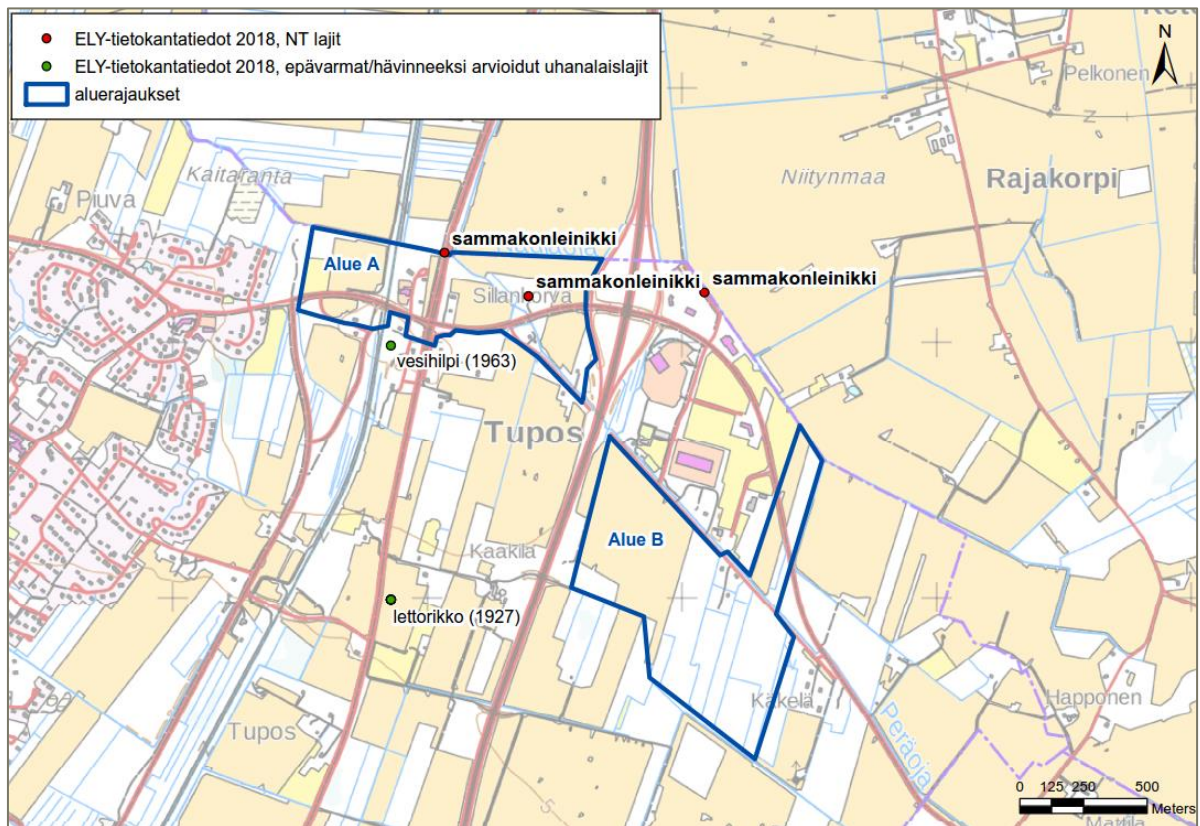 ELY-tietokantatiedot 2018, NT lajit
ELY-tietokantatiedot 2018, epävarmat/hävinneeksi arvioidut uhanalaislajit
aluerajaukset
N
Pelkonen
Kaitaranta
Niitynmaa
Rajakorpi
Piuva
sammakonleinikki
Alue A
sammakonleinikki
sammakonleinikki
vesihilpi (1963)
Tupos
Alue B
Kaakila
lettorikko (1927)
Käkelä
Happonen
Tupos
Peräoja
5
0 125 250 500
Meters
Mattila